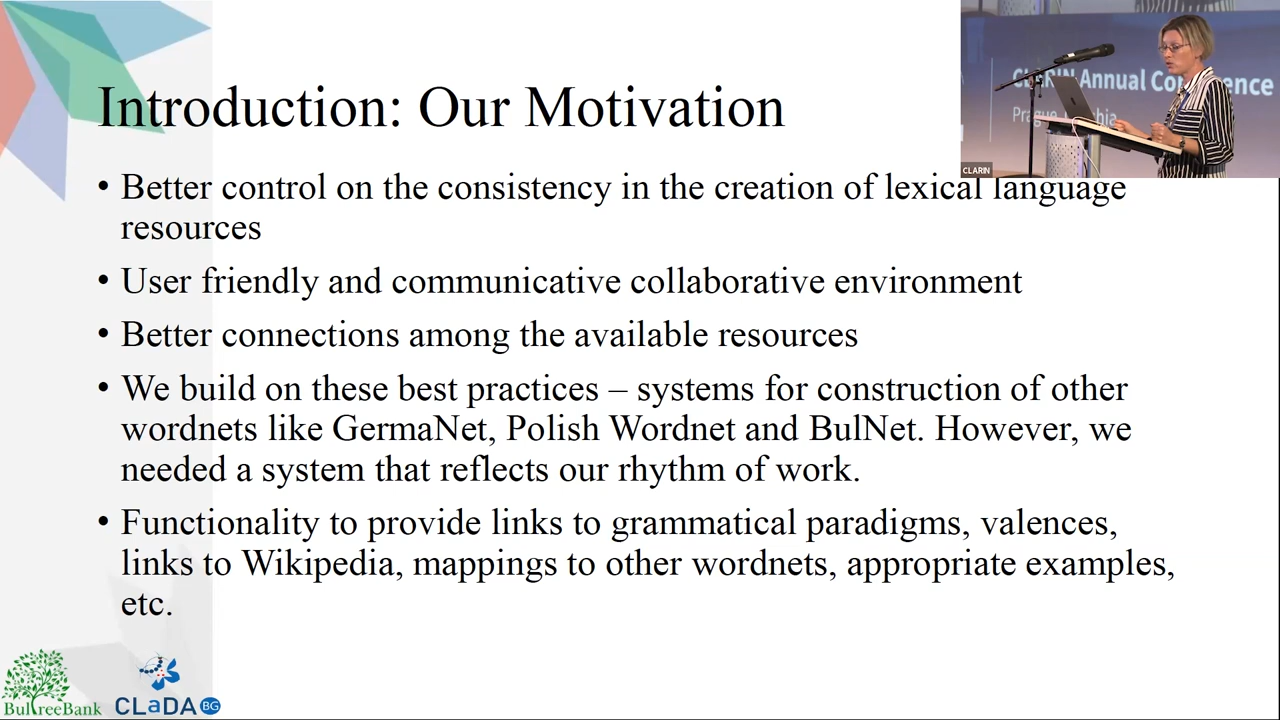 CLARIN Annual Conference
Prague
CLARIN
Introduction: Our Motivation
• Better control on the consistency in the creation of lexical language
resources
• User friendly and communicative collaborative environment
• Better connections among the available resources
• We build on these best practices – systems for construction of other
wordnets like GermaNet, Polish Wordnet and BulNet. However, we
needed a system that reflects our rhythm of work.
• Functionality to provide links to grammatical paradigms, valences,
links to Wikipedia, mappings to other wordnets, appropriate examples,
etc.
BulTreeBank
CLaDA BG